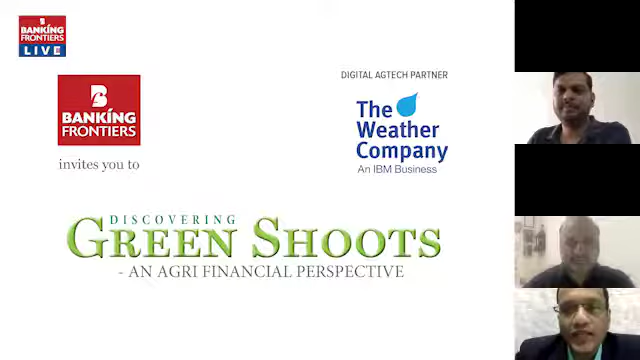 BANKING
FRONTIERS
LIVE
BANKING
FRONTIERS
invites you to
DIGITAL AGTECH PARTNER
The
Weather
Company
An IBM Business
DISCOVERING
GREEN SHOOTS
- AN AGRI FINANCIAL PERSPECTIVE